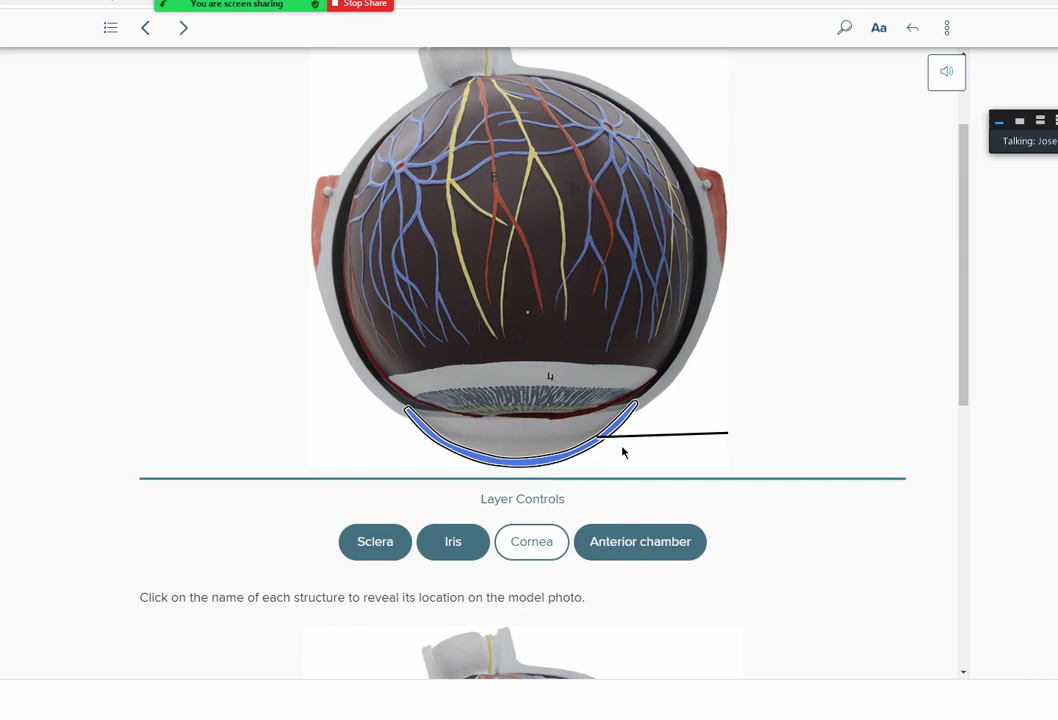 You are screen sharing
Stop Share
Aa
Talking: Jose
4
Layer Controls
Sclera
Iris
Cornea
Anterior chamber
Click on the name of each structure to reveal its location on the model photo.